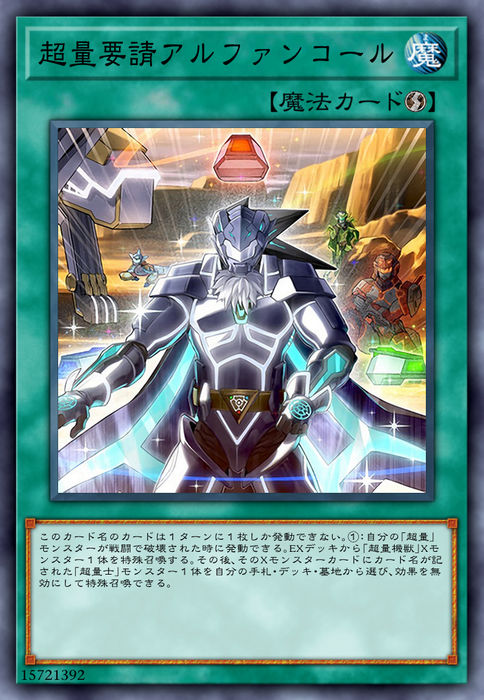 超量要請アルファンコール
魔
【魔法カード】
このカード名のカードは1ターンに1枚しか発動できない。①:自分の「超量」
モンスターが戦闘で破壊された時に発動できる。EXデッキから「超量機獣」Xモ
ンスター1体を特殊召喚する。その後、そのXモンスターカードにカード名が記
された「超量士」モンスター1体を自分の手札・デッキ・墓地から選び、効果を無
効にして特殊召喚できる。
15721392